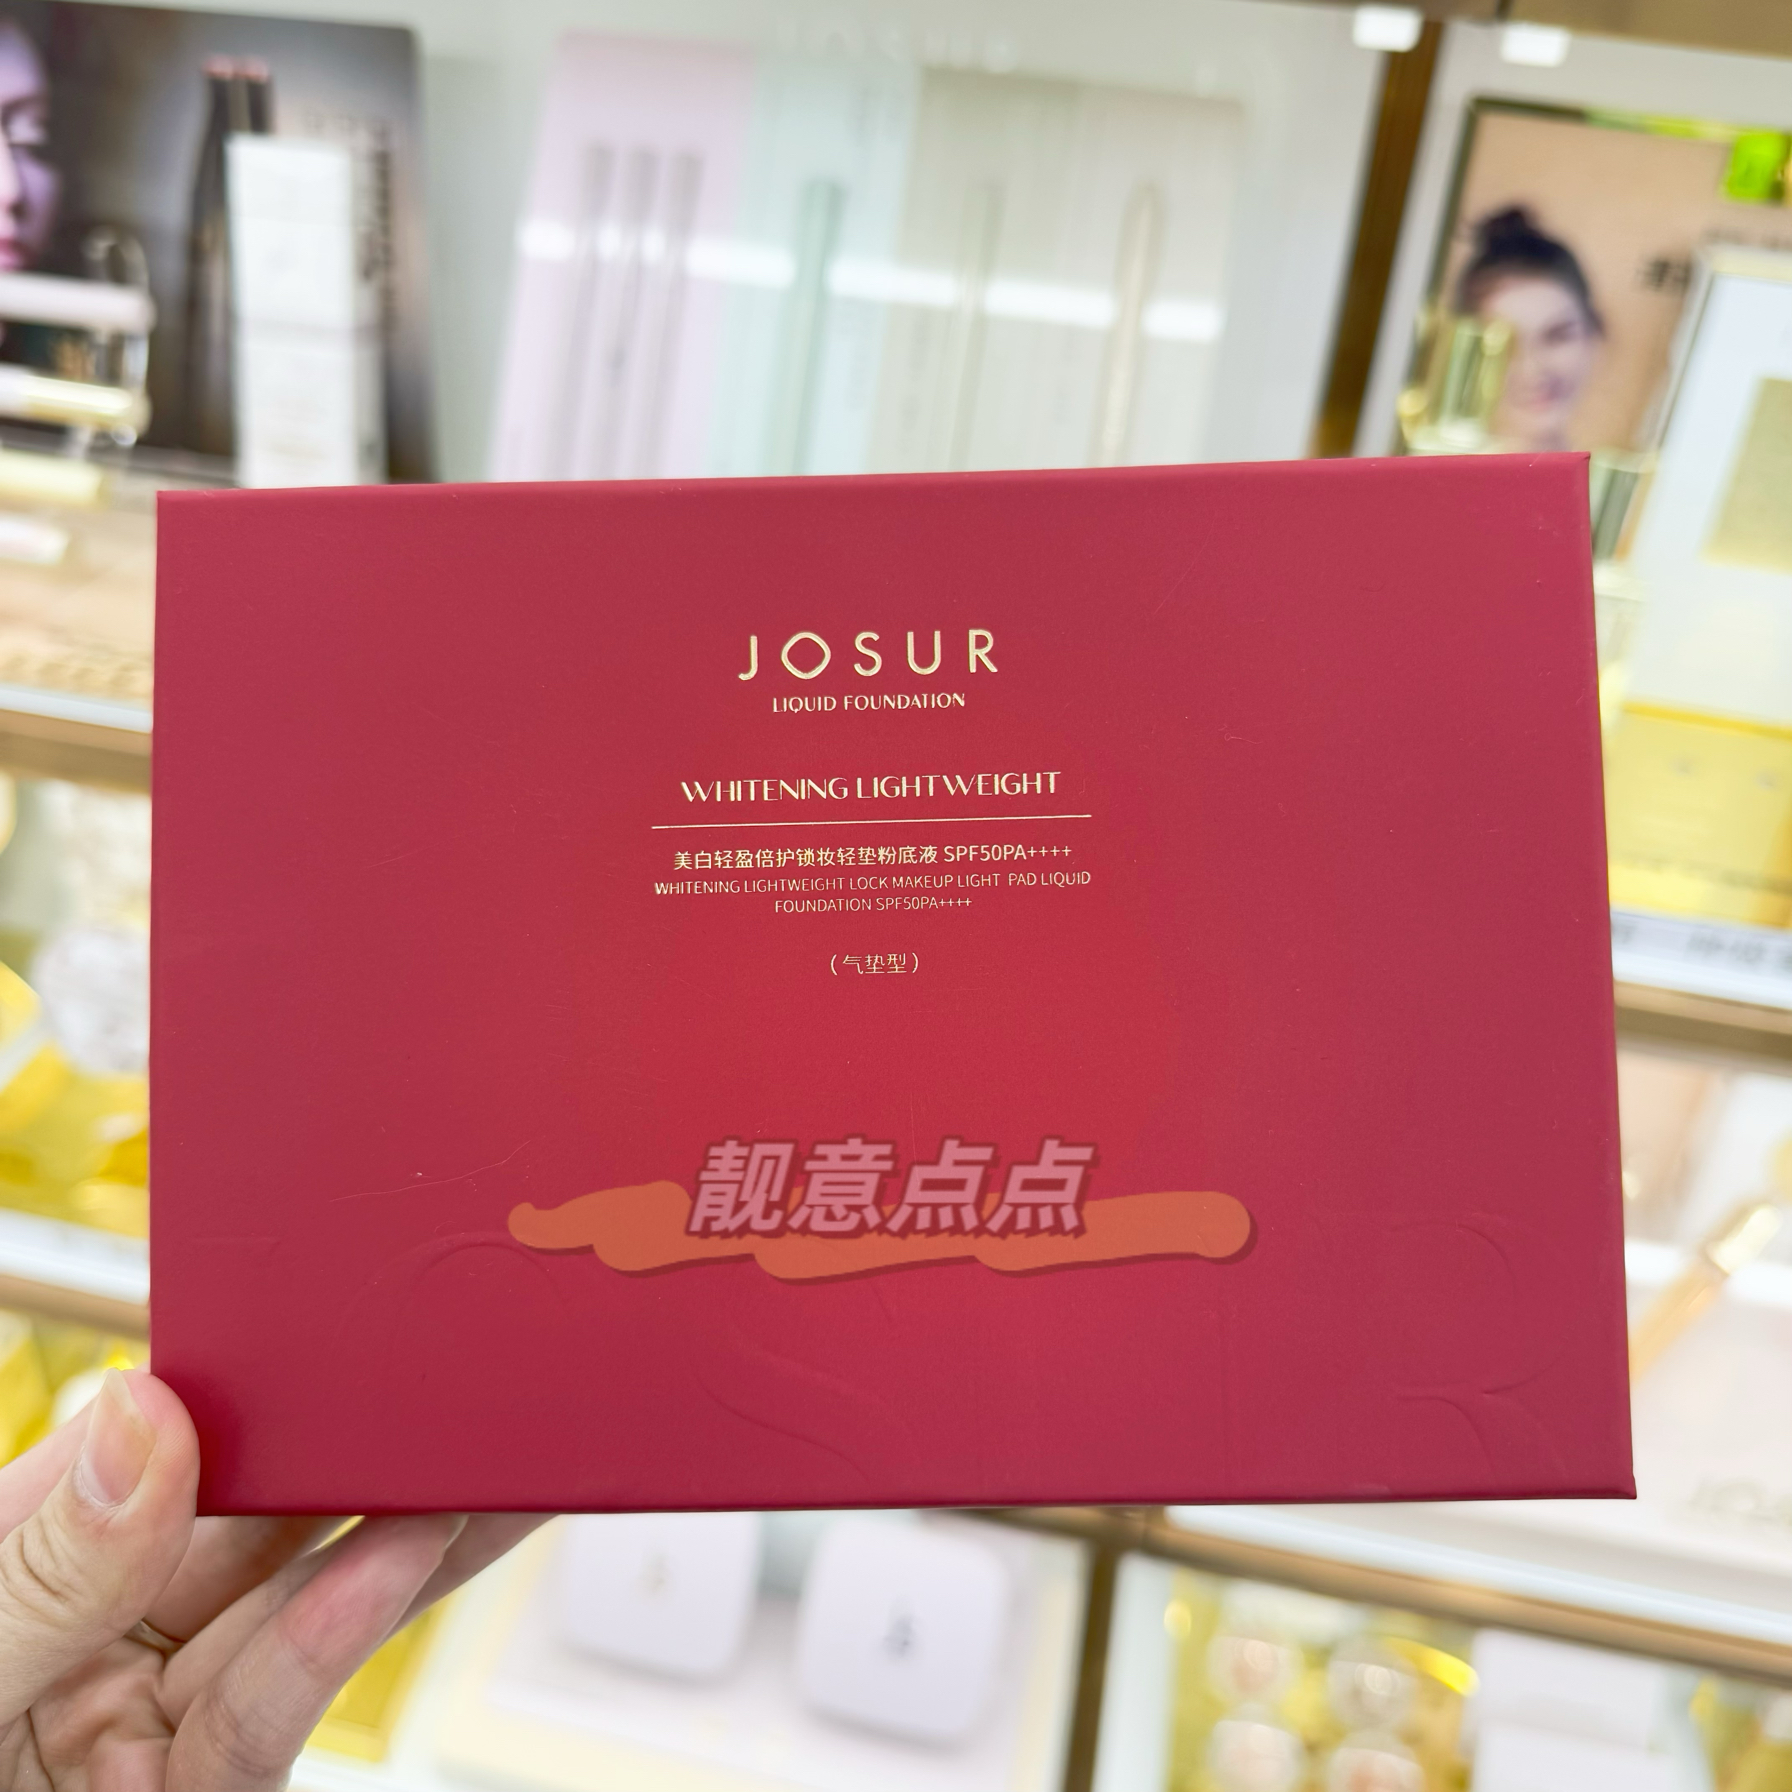 JOSUR
LIQUID FOUNDATION
WHITENING LIGHTWEIGHT
美白轻盈倍护锁妆轻垫粉底液 SPF50PA++++
WHITENING LIGHTWEIGHT LOCK MAKEUP LIGHT PAD LIQUID
FOUNDATION SPF50PA++++
(气垫型)
靓意点点